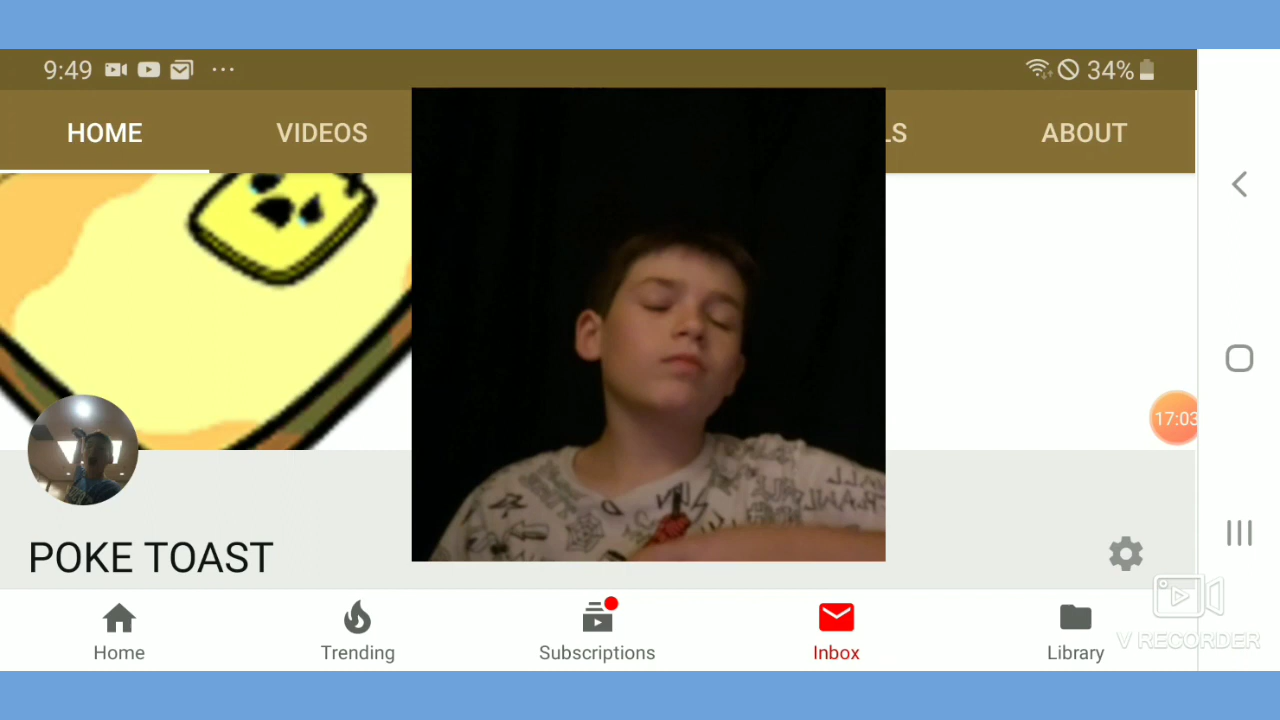 9:49 ... 34%
HOME VIDEOS LS ABOUT
17:03
POKE TOAST
V RECORDER
Home Trending Subscriptions Inbox Library